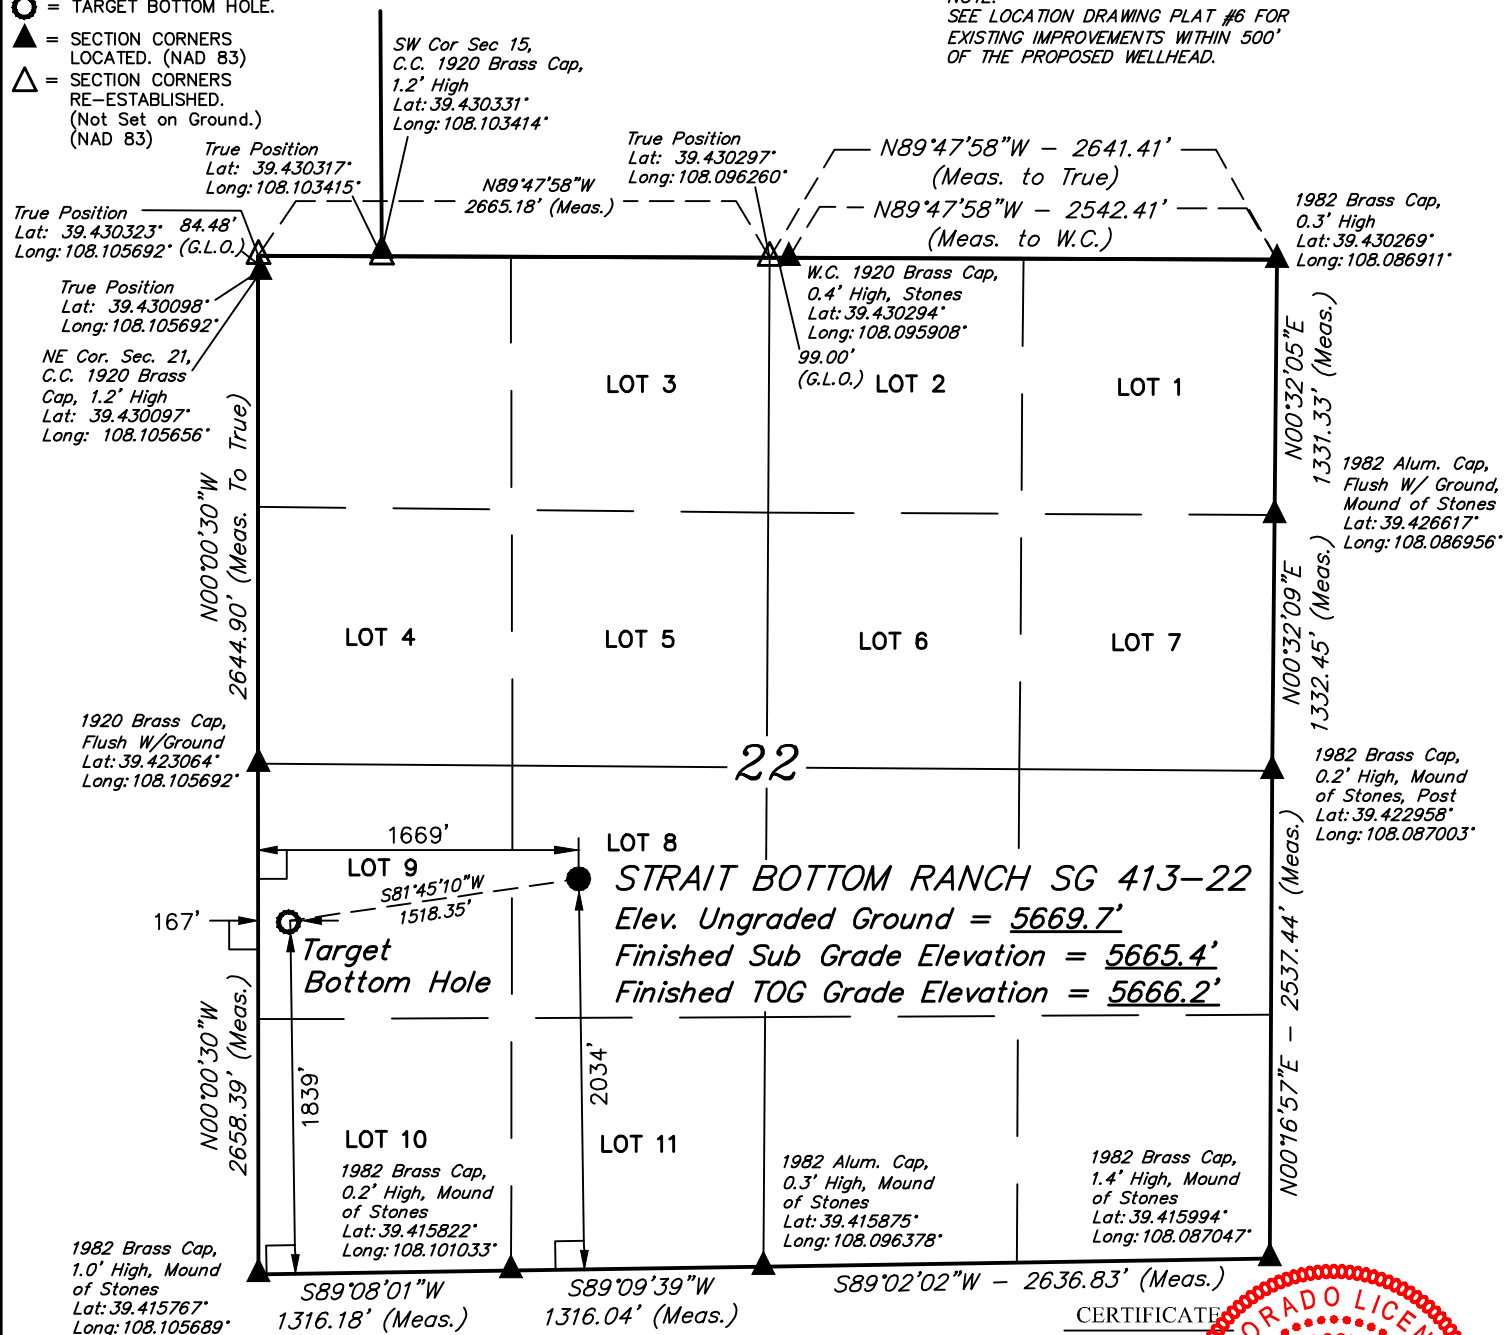 = TARGET BOTTOM HOLE.
= SECTION CORNERS
LOCATED. (NAD 83)
= SECTION CORNERS
RE-ESTABLISHED.
(Not Set on Ground.)
(NAD 83)
SEE LOCATION DRAWING PLAT #6 FOR
EXISTING IMPROVEMENTS WITHIN 500'
OF THE PROPOSED WELLHEAD.
SW Cor Sec 15,
C.C. 1920 Brass Cap,
1.2' High
Lat: 39.430331°
Long: 108.103414°
True Position
Lat: 39.430317°
Long: 108.103415°
True Position
Lat: 39.430297°
Long: 108.096260°
N89°47'58"W
2665.18' (Meas.)
N89°47'58"W - 2641.41'
(Meas. to True)
N89°47'58"W - 2542.41'
(Meas. to W.C.)
1982 Brass Cap,
0.3' High
Lat: 39.430269°
Long: 108.086911°
True Position
Lat: 39.430323°
Long: 108.105692°
84.48'
(G.L.O.)
True Position
Lat: 39.430098°
Long: 108.105692°
NE Cor. Sec. 21,
C.C. 1920 Brass
Cap, 1.2' High
Lat: 39.430097°
Long: 108.105656°
W.C. 1920 Brass Cap,
0.4' High, Stones
Lat: 39.430294°
Long: 108.095908°
99.00'
(G.L.O.)
LOT 3
LOT 2
LOT 1
N00°32'05"E
1331.33' (Meas.)
1982 Alum. Cap,
Flush W/ Ground,
Mound of Stones
Lat: 39.426617°
Long: 108.086956°
N00°00'30"W
2644.90' (Meas. To True)
LOT 4
LOT 5
LOT 6
LOT 7
N00°32'09"E
1332.45' (Meas.)
1920 Brass Cap,
Flush W/Ground
Lat: 39.423064°
Long: 108.105692°
22
1982 Brass Cap,
0.2' High, Mound
of Stones, Post
Lat: 39.422958°
Long: 108.087003°
1669'
LOT 8
LOT 9
S81°45'10"W
1518.35'
STRAIT BOTTOM RANCH SG 413-22
Elev. Ungraded Ground = 5669.7'
Finished Sub Grade Elevation = 5665.4'
Finished TOG Grade Elevation = 5666.2'
167'
Target
Bottom Hole
N00°00'30"W
2658.39' (Meas.)
1839'
2034'
N00°16'57"E - 2537.44' (Meas.)
LOT 10
LOT 11
1982 Brass Cap,
0.2' High, Mound
of Stones
Lat: 39.415822°
Long: 108.101033°
1982 Alum. Cap,
0.3' High, Mound
of Stones
Lat: 39.415875°
Long: 108.096378°
1982 Brass Cap,
1.4' High, Mound
of Stones
Lat: 39.415994°
Long: 108.087047°
1982 Brass Cap,
1.0' High, Mound
of Stones
Lat: 39.415767°
Long: 108.105689°
S89°08'01"W
1316.18' (Meas.)
S89°09'39"W
1316.04' (Meas.)
S89°02'02"W - 2636.83' (Meas.)
CERTIFICATE